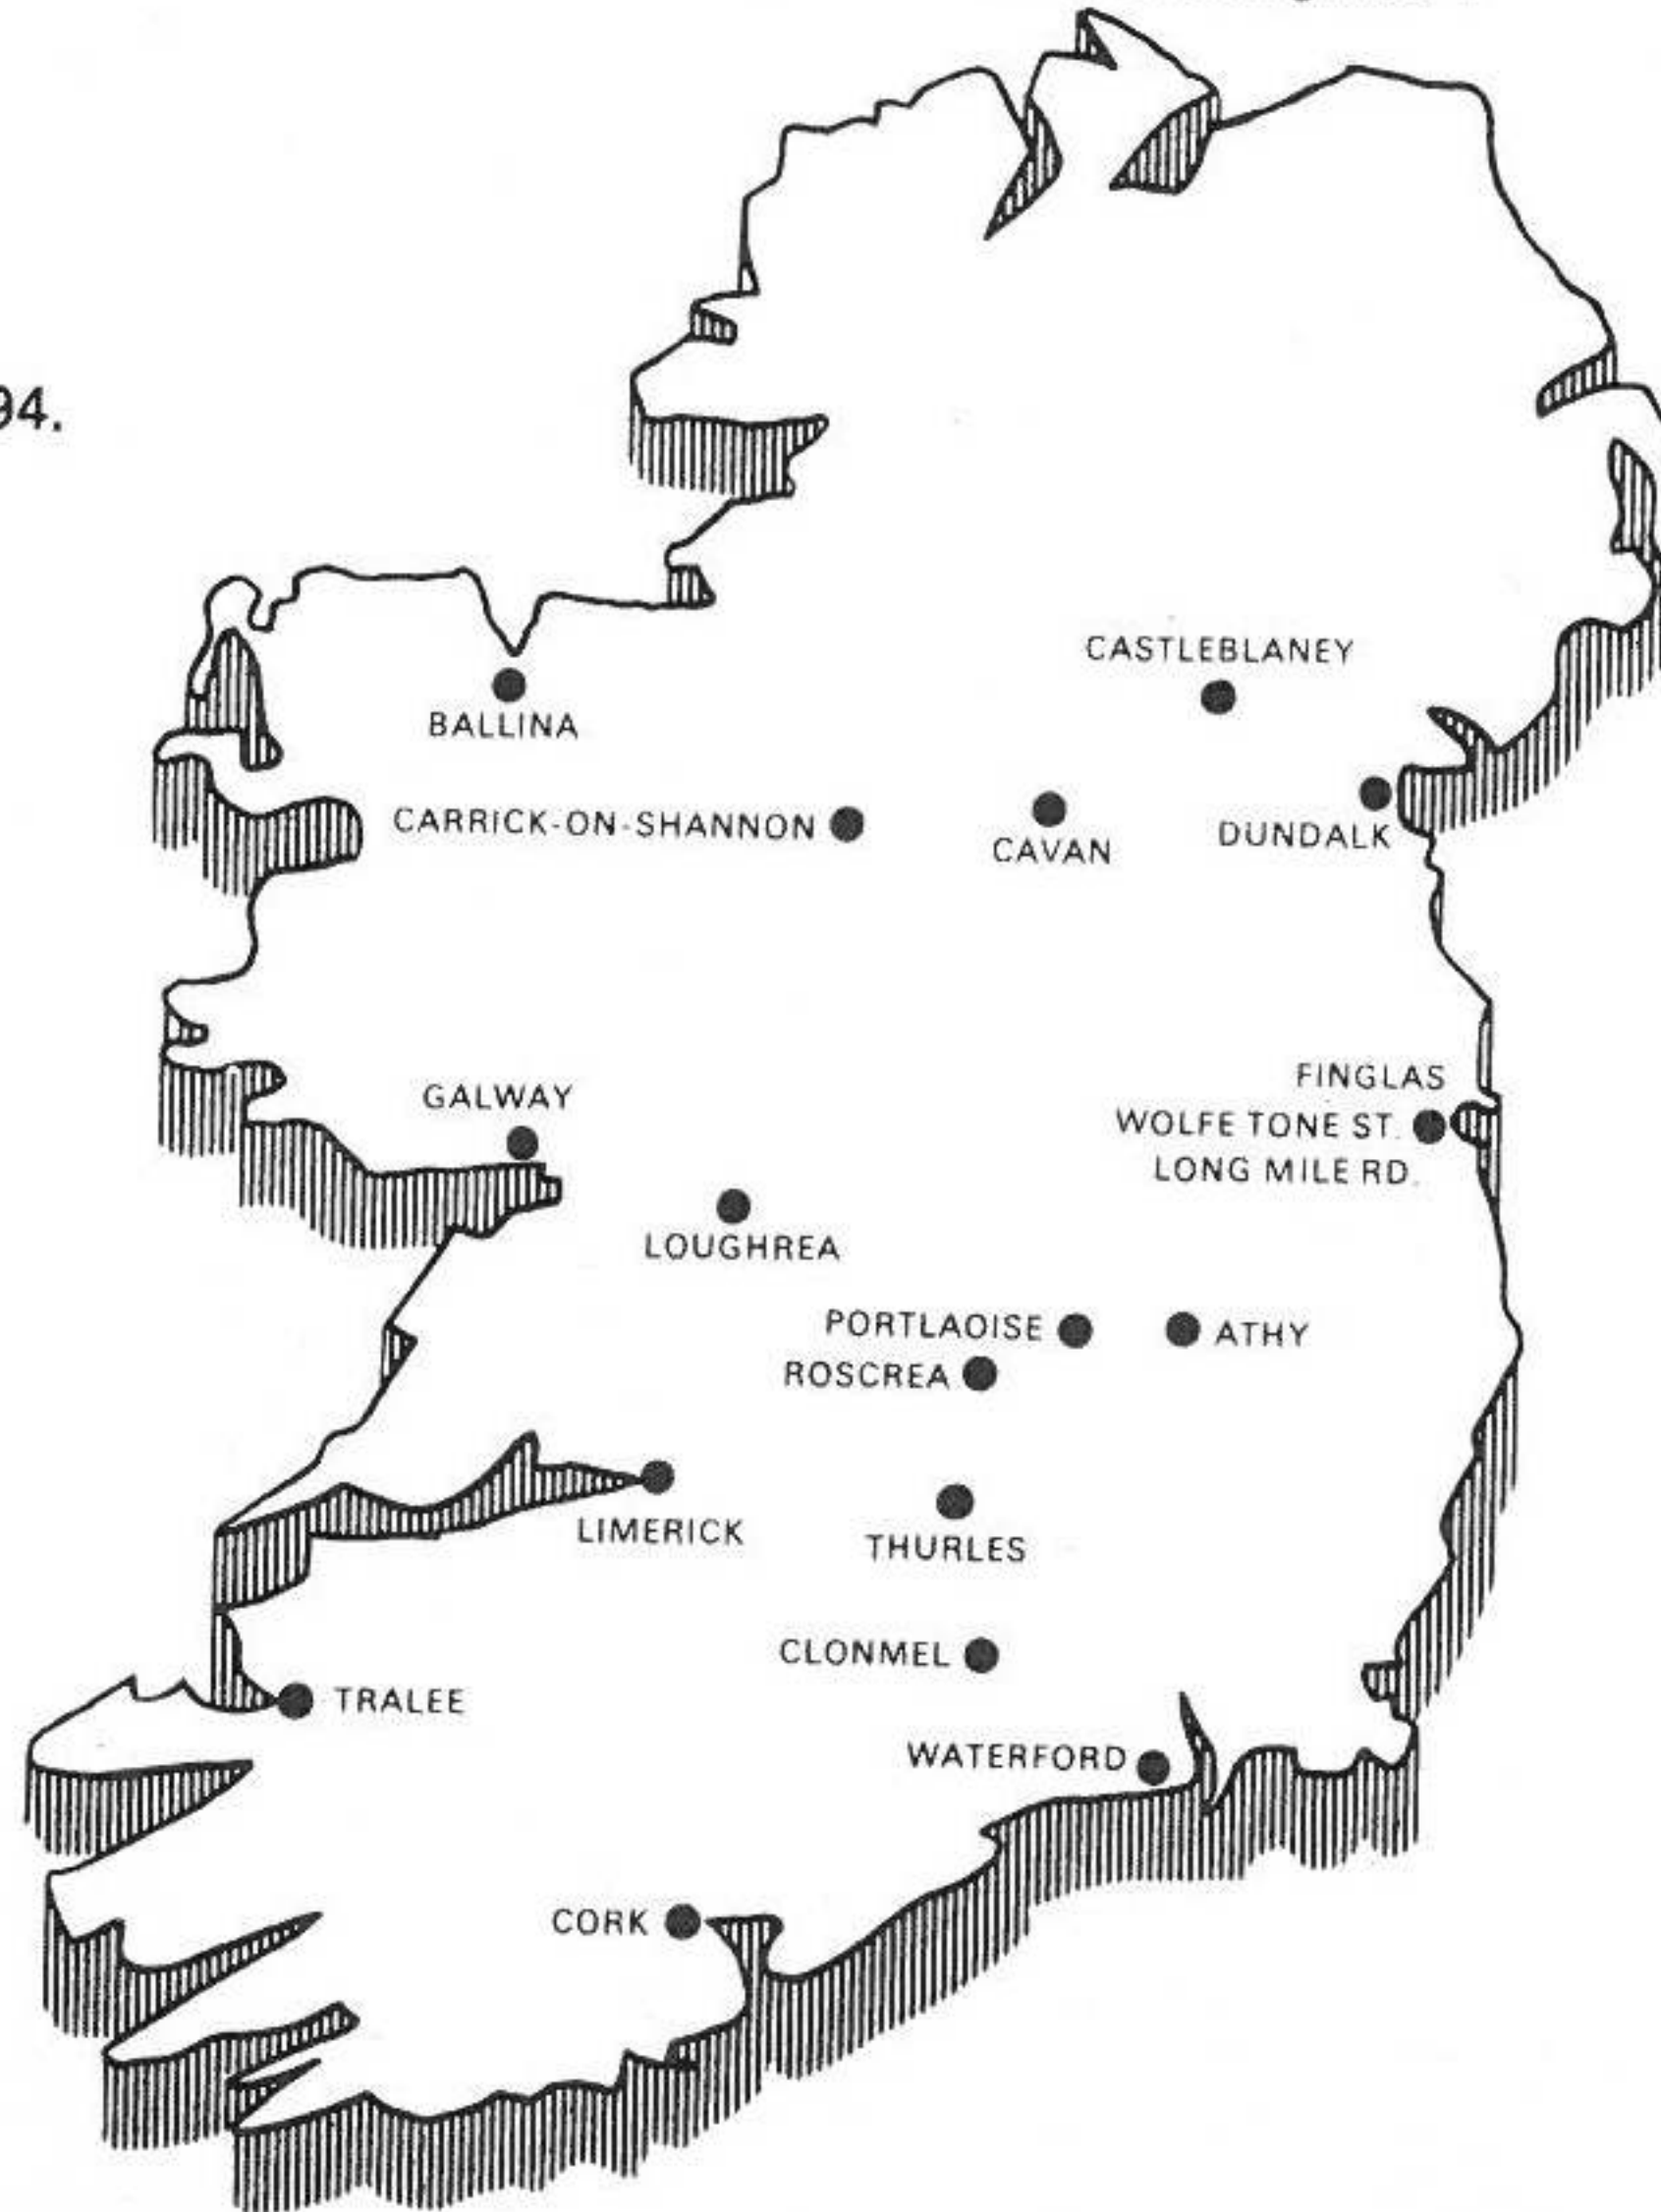 94.
CASTLEBLANEY
BALLINA
CARRICK-ON-SHANNON
CAVAN
DUNDALK
FINGLAS
GALWAY
WOLFE TONE ST.
LONG MILE RD.
LOUGHREA
PORTLAOISE
ATHY
ROSCREA
LIMERICK
THURLES
CLONMEL
TRALEE
WATERFORD
CORK